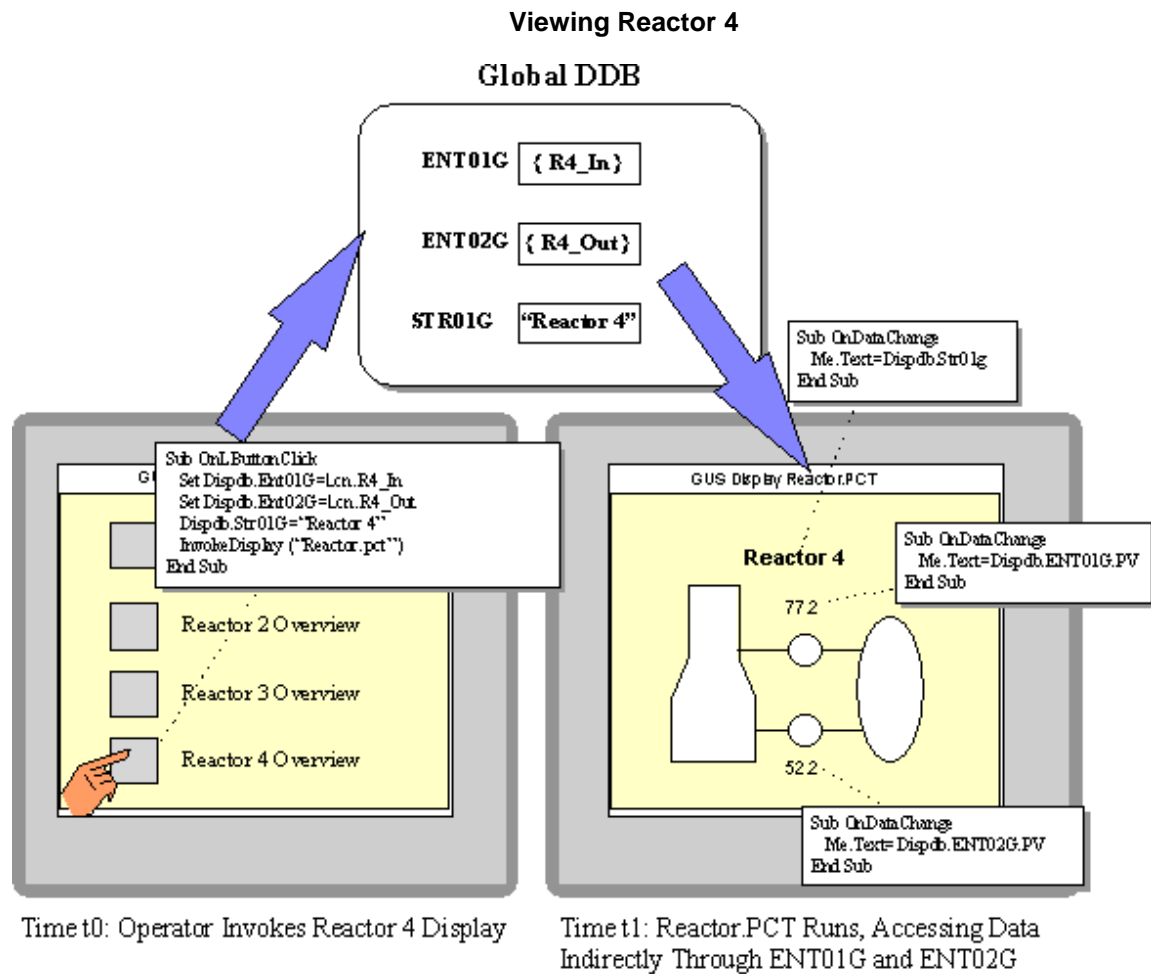 Viewing Reactor 4
Global DDB
ENT01G { R4_In }
ENT02G { R4_Out }
STR01G “Reactor 4”
Sub OnLButtonClick
Set Dispdb.Ent01G=Lcn.R4_In
Set Dispdb.Ent02G=Lcn.R4_Out
Dispdb.Str01G=“Reactor 4”
InvokeDisplay (“Reactor.pct”)
End Sub
Reactor 2 Overview
Reactor 3 Overview
Reactor 4 Overview
Time t0: Operator Invokes Reactor 4 Display
Sub OnDataChange
Me.Text=Dispdb.Str01g
End Sub
GUS Display Reactor.PCT
Reactor 4
Sub OnDataChange
Me.Text=Dispdb.ENT01G.PV
End Sub
77.2
52.2
Sub OnDataChange
Me.Text=Dispdb.ENT02G.PV
End Sub
Time t1: Reactor.PCT Runs, Accessing Data
Indirectly Through ENT01G and ENT02G